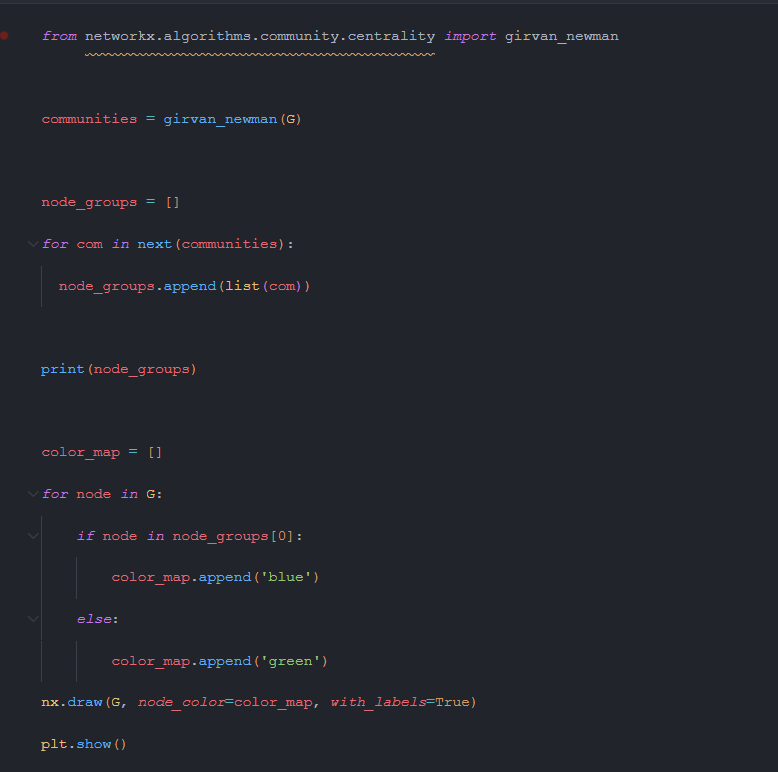 from networkx.algorithms.community.centrality import girvan_newman
communities = girvan_newman(G)
node_groups = []
for com in next(communities):
  node_groups.append(list(com))
print(node_groups)
color_map = []
for node in G:
    if node in node_groups[0]:
        color_map.append('blue')
    else:
        color_map.append('green')
nx.draw(G, node_color=color_map, with_labels=True)
plt.show()